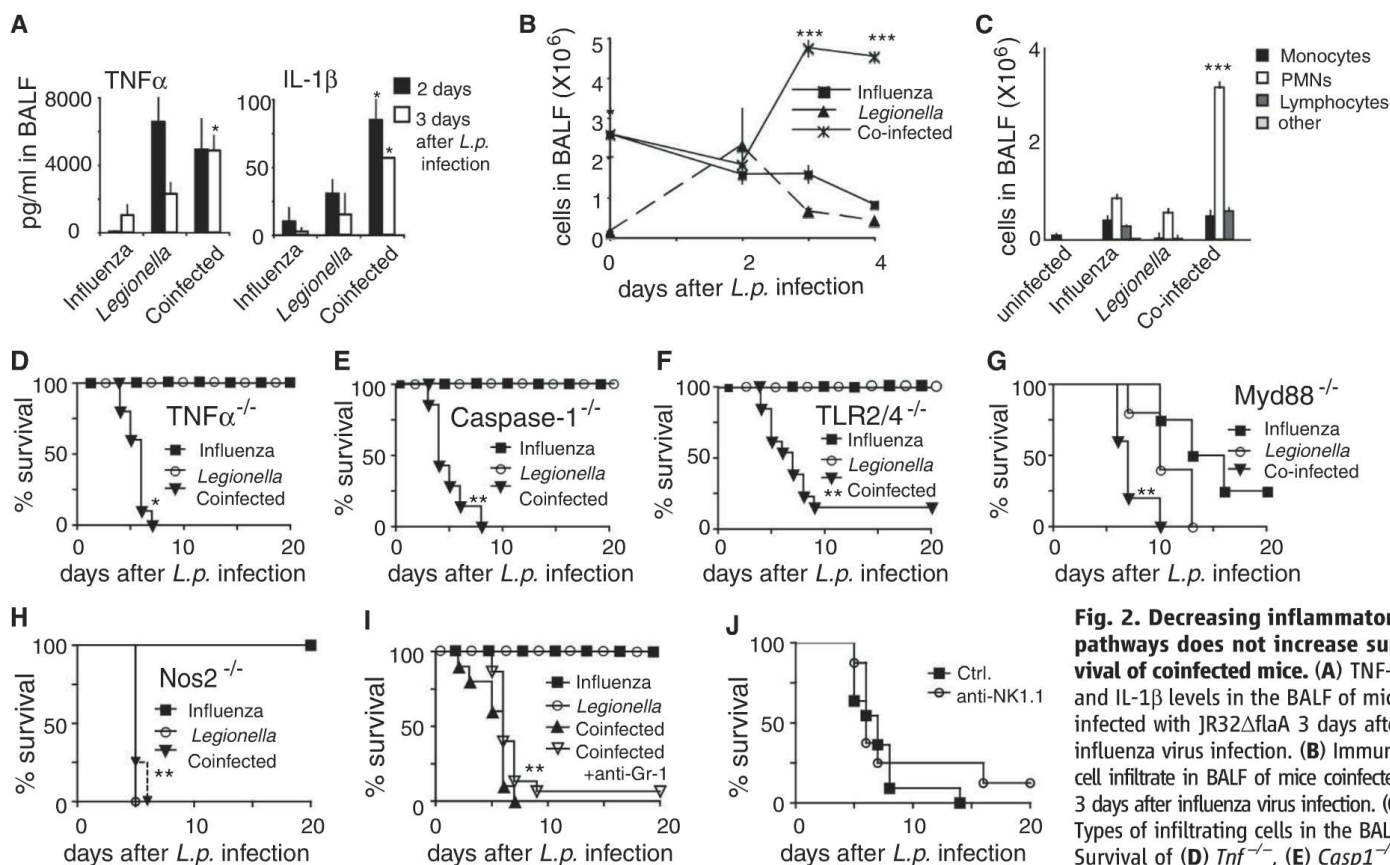 A
TNFα
IL-1β
pg/ml in BALF
8000
4000
0
100
50
0
2 days
3 days
after L.p.
infection
Influenza
Legionella
Coinfected
Influenza
Legionella
Coinfected
*
*
*
B
cells in BALF (X10⁶)
5
4
3
2
1
0
***
***
Influenza
Legionella
Co-infected
0
2
4
days after L.p. infection
C
cells in BALF (X10⁶)
4
2
0
***
Monocytes
PMNs
Lymphocytes
other
uninfected
Influenza
Legionella
Co-infected
D
% survival
100
50
0
TNFα-/-
Influenza
Legionella
Coinfected
*
0
10
20
days after L.p. infection
E
% survival
100
50
0
Caspase-1-/-
Influenza
Legionella
Coinfected
**
0
10
20
days after L.p. infection
F
% survival
100
50
0
TLR2/4-/-
Influenza
Legionella
** Coinfected
0
10
20
days after L.p. infection
G
% survival
100
50
0
Myd88 -/-
Influenza
Legionella
Co-infected
**
0
10
20
days after L.p. infection
H
% survival
100
50
0
Nos2-/-
Influenza
Legionella
Coinfected
**
0
10
20
days after L.p. infection
I
% survival
100
50
0
Influenza
Legionella
Coinfected
Coinfected
+anti-Gr-1
**
0
10
20
days after L.p. infection
J
% survival
100
50
0
Ctrl.
anti-NK1.1
0
10
20
days after L.p. infection
Fig. 2. Decreasing inflammator
pathways does not increase sur
vival of coinfected mice. (A) TNF-
and IL-1β levels in the BALF of mic
infected with JR32ΔflaA 3 days afte
influenza virus infection. (B) Immun
cell infiltrate in BALF of mice coinfecte
3 days after influenza virus infection. (
Types of infiltrating cells in the BAL
Survival of (D) Tnf−/−, (E) Casp1−/